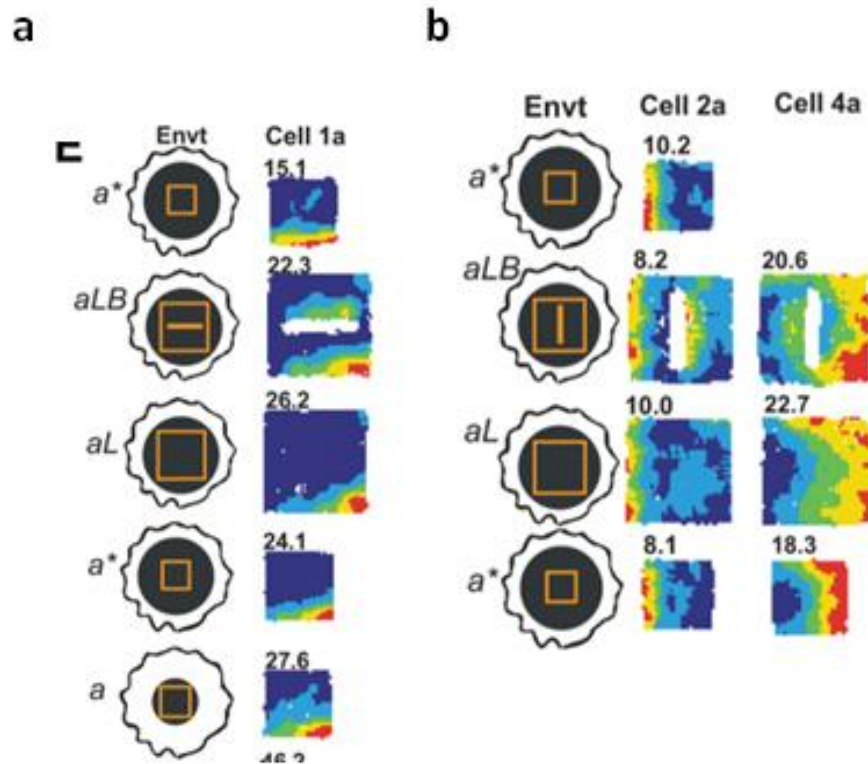 a
b
Envt Cell 1a
a*
15.1
aLB
22.3
aL
26.2
a*
24.1
a
27.6
Envt Cell 2a Cell 4a
a*
10.2
aLB
8.2 20.6
aL
10.0 22.7
a*
8.1 18.3